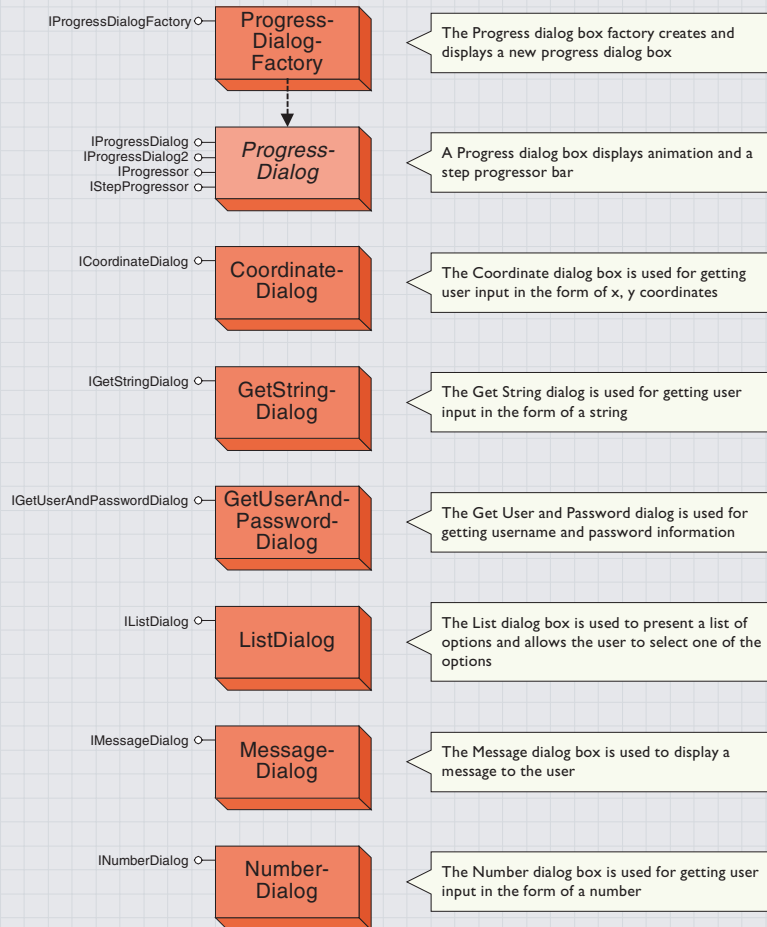 IProgressDialogFactory
Progress-
Dialog-
Factory
The Progress dialog box factory creates and
displays a new progress dialog box
IProgressDialog
IProgressDialog2
IProgressor
IStepProgressor
Progress-
Dialog
A Progress dialog box displays animation and a
step progressor bar
ICoordinateDialog
Coordinate-
Dialog
The Coordinate dialog box is used for getting
user input in the form of x, y coordinates
IGetStringDialog
GetString-
Dialog
The Get String dialog is used for getting user
input in the form of a string
IGetUserAndPasswordDialog
GetUserAnd-
Password-
Dialog
The Get User and Password dialog is used for
getting username and password information
IListDialog
ListDialog
The List dialog box is used to present a list of
options and allows the user to select one of the
options
IMessageDialog
Message-
Dialog
The Message dialog box is used to display a
message to the user
INumberDialog
Number-
Dialog
The Number dialog box is used for getting user
input in the form of a number